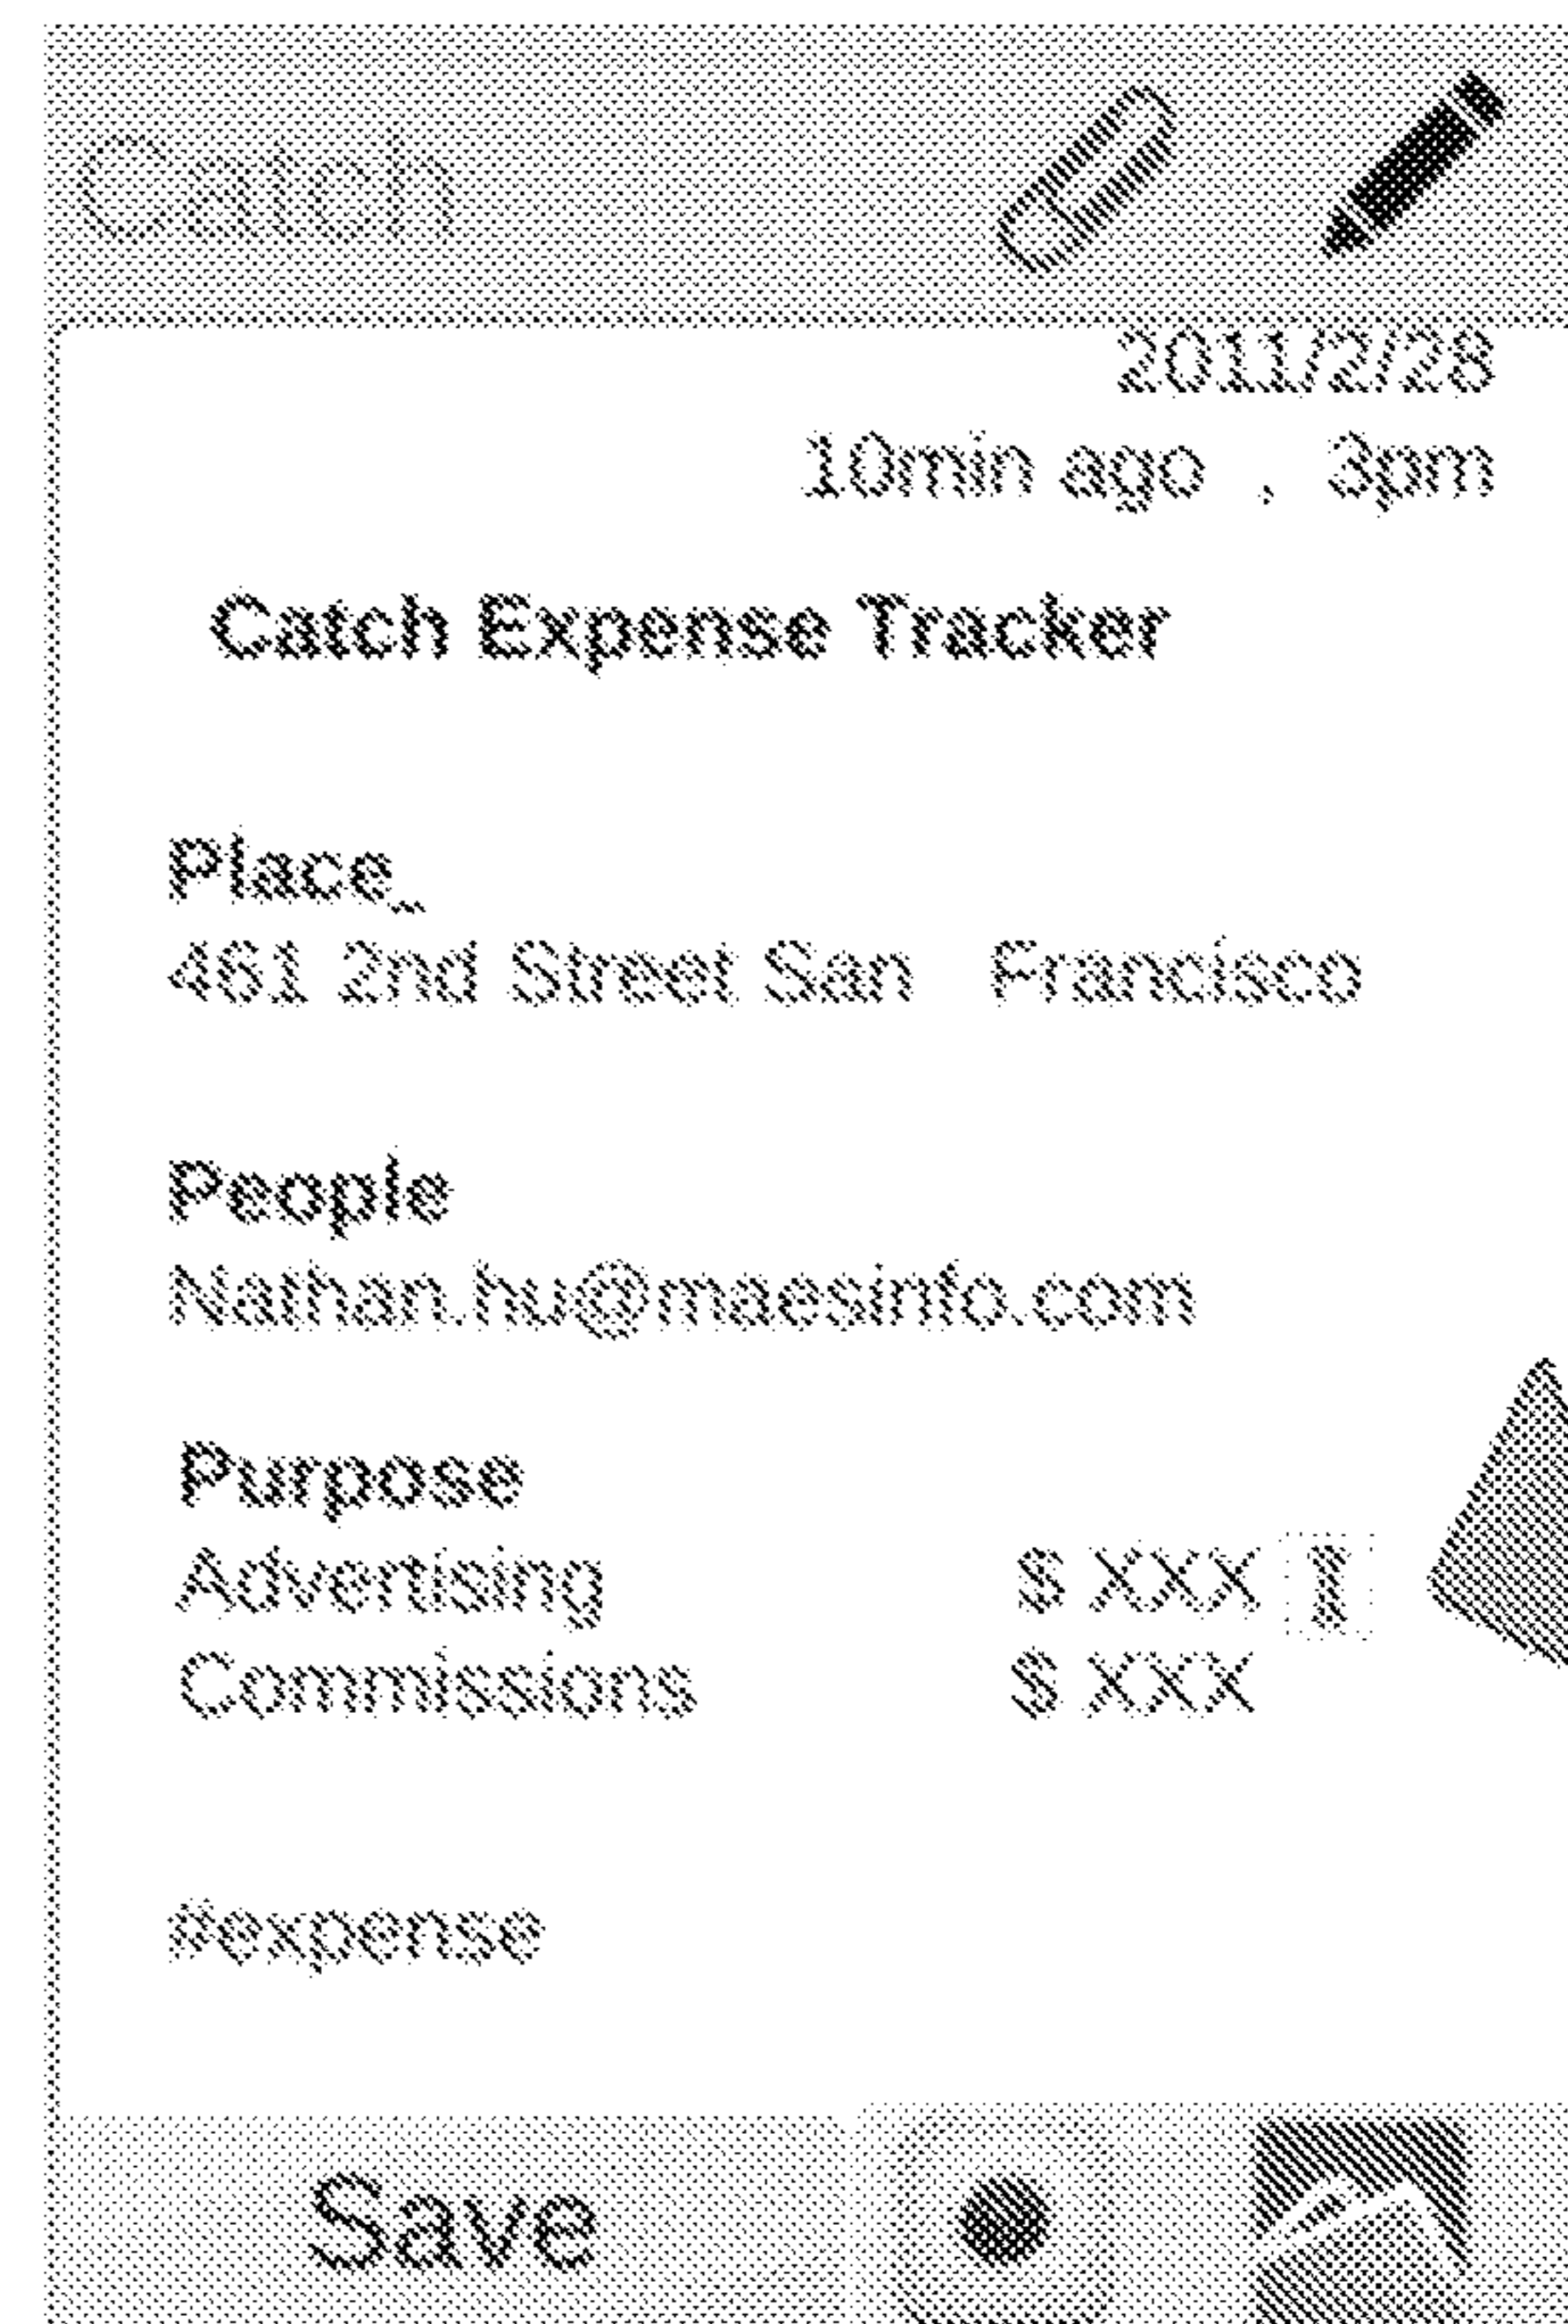 Catch
2011/2/28
10min ago , 3pm
Catch Expense Tracker
Place_
461 2nd Street San Francisco
People
Nathan.hu@maesinfo.com
Purpose
Advertising $ XXX
Commissions $ XXX
#expense
Save